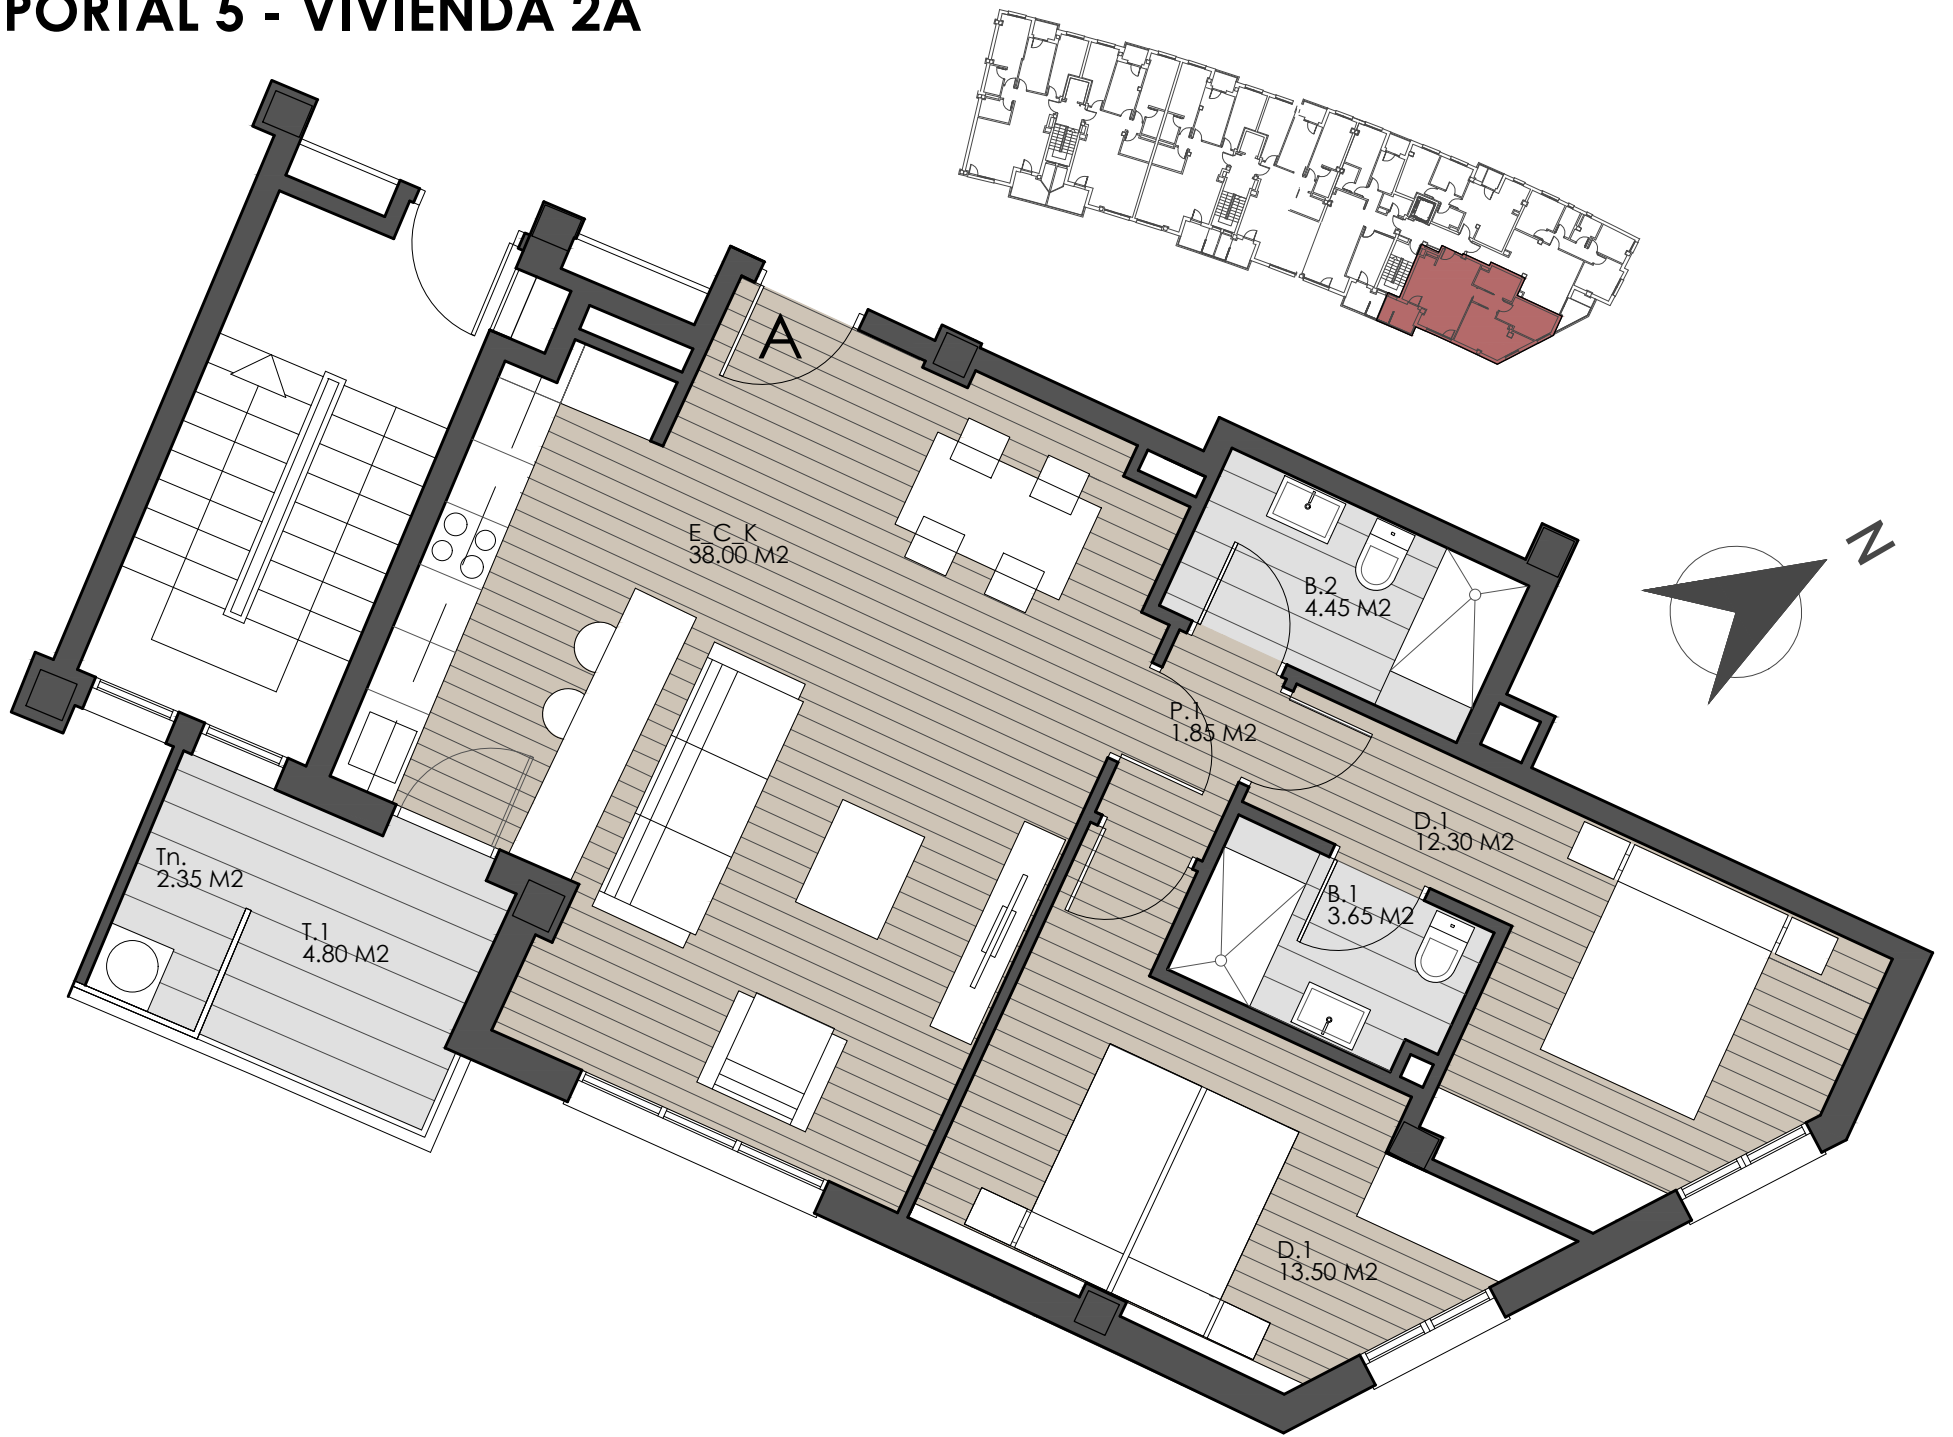 PORTAL 5 - VIVIENDA 2A
A
E_C_K
38.00 M2
N
B.2
4.45 M2
P.1
1.85 M2
D.1
12.30 M2
Tn.
2.35 M2
B.1
3.65 M2
T.1
4.80 M2
D.1
13.50 M2